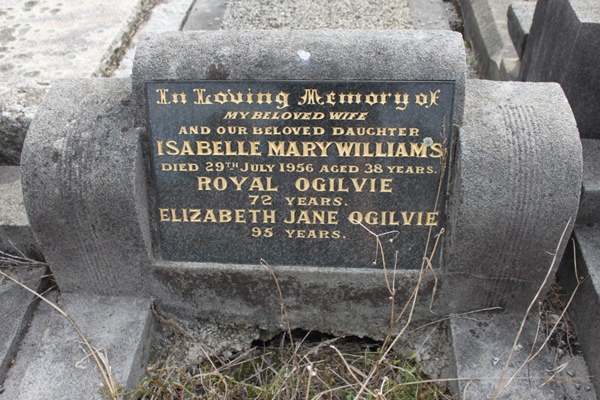 In Loving Memory of
MY BELOVED WIFE
AND OUR BELOVED DAUGHTER
ISABELLE MARY WILLIAMS
DIED 29TH JULY 1956 AGED 38 YEARS.
ROYAL OGILVIE
72 YEARS.
ELIZABETH JANE OGILVIE
95 YEARS.